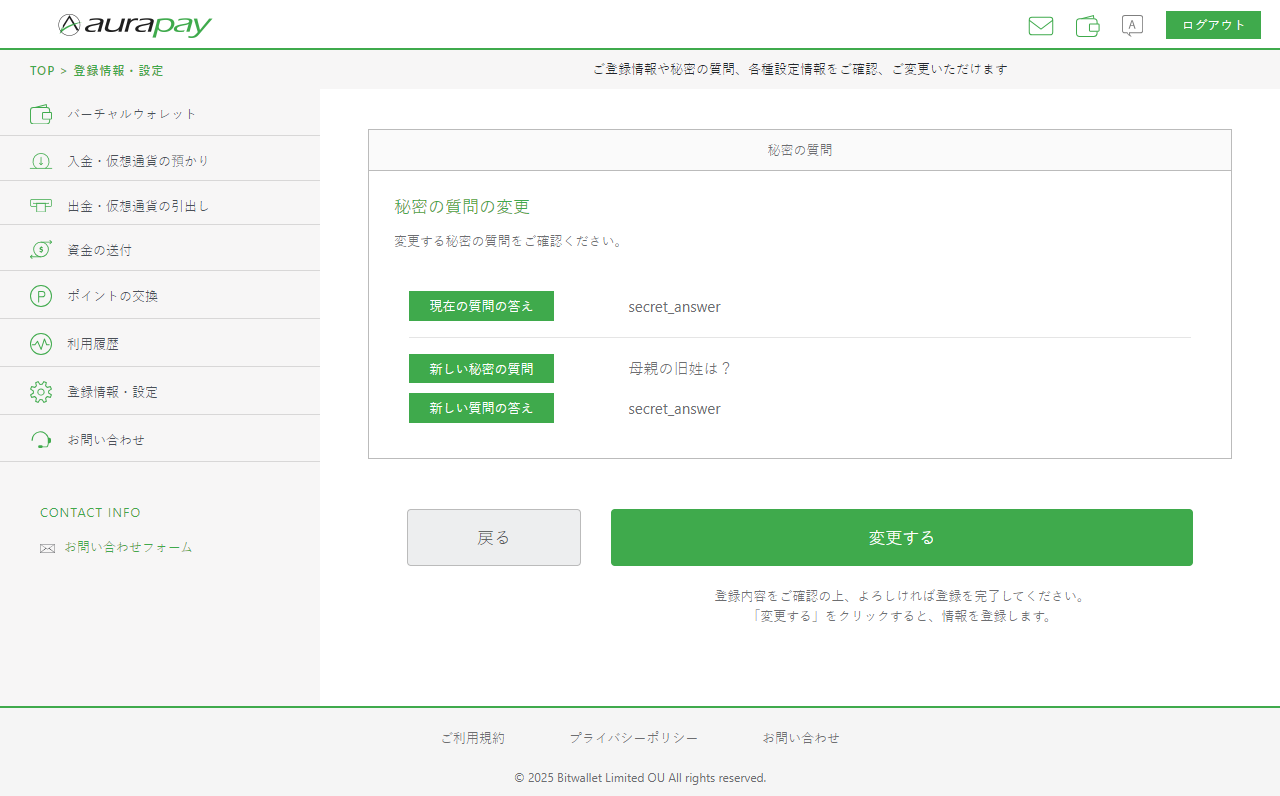 aurapay
A
ログアウト
TOP > 登録情報・設定
ご登録情報や秘密の質問、各種設定情報をご確認、ご変更いただけます
バーチャルウォレット
入金・仮想通貨の預かり
出金・仮想通貨の引出し
$ 資金の送付
P ポイントの交換
利用履歴
登録情報・設定
お問い合わせ
CONTACT INFO
お問い合わせフォーム
秘密の質問
秘密の質問の変更
変更する秘密の質問をご確認ください。
現在の質問の答え secret_answer
新しい秘密の質問 母親の旧姓は？
新しい質問の答え secret_answer
戻る
変更する
登録内容をご確認の上、よろしければ登録を完了してください。
「変更する」をクリックすると、情報を登録します。
ご利用規約 プライバシーポリシー お問い合わせ
© 2025 Bitwallet Limited OU All rights reserved.